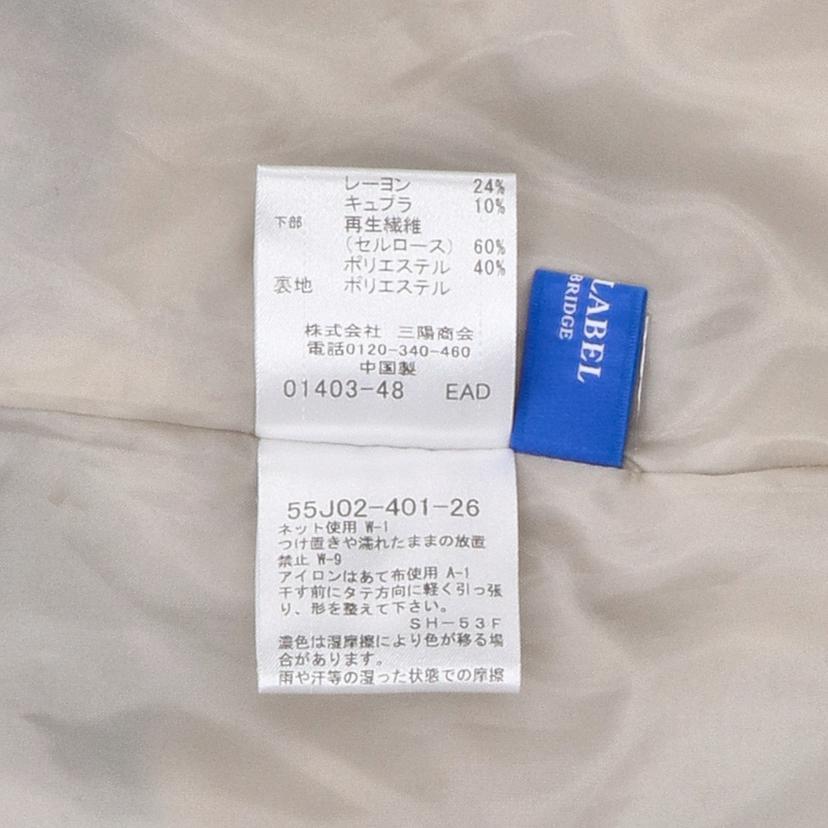 レーヨン 24%
キュプラ 10%
下部 再生繊維
(セルロース) 60%
ポリエステル 40%
裏地 ポリエステル
株式会社 三陽商会
電話0120-340-460
中国製
01403-48 EAD
LABEL
BRIDGE
55J02-401-26
ネット使用 W-1
つけ置きや濡れたままの放置
禁止 W-9
アイロンはあて布使用 A-1
干す前にタテ方向に軽く引っ張
り、形を整えて下さい。
SH-53F
濃色は湿摩擦により色が移る場
合があります。
雨や汗等の湿った状態での摩擦